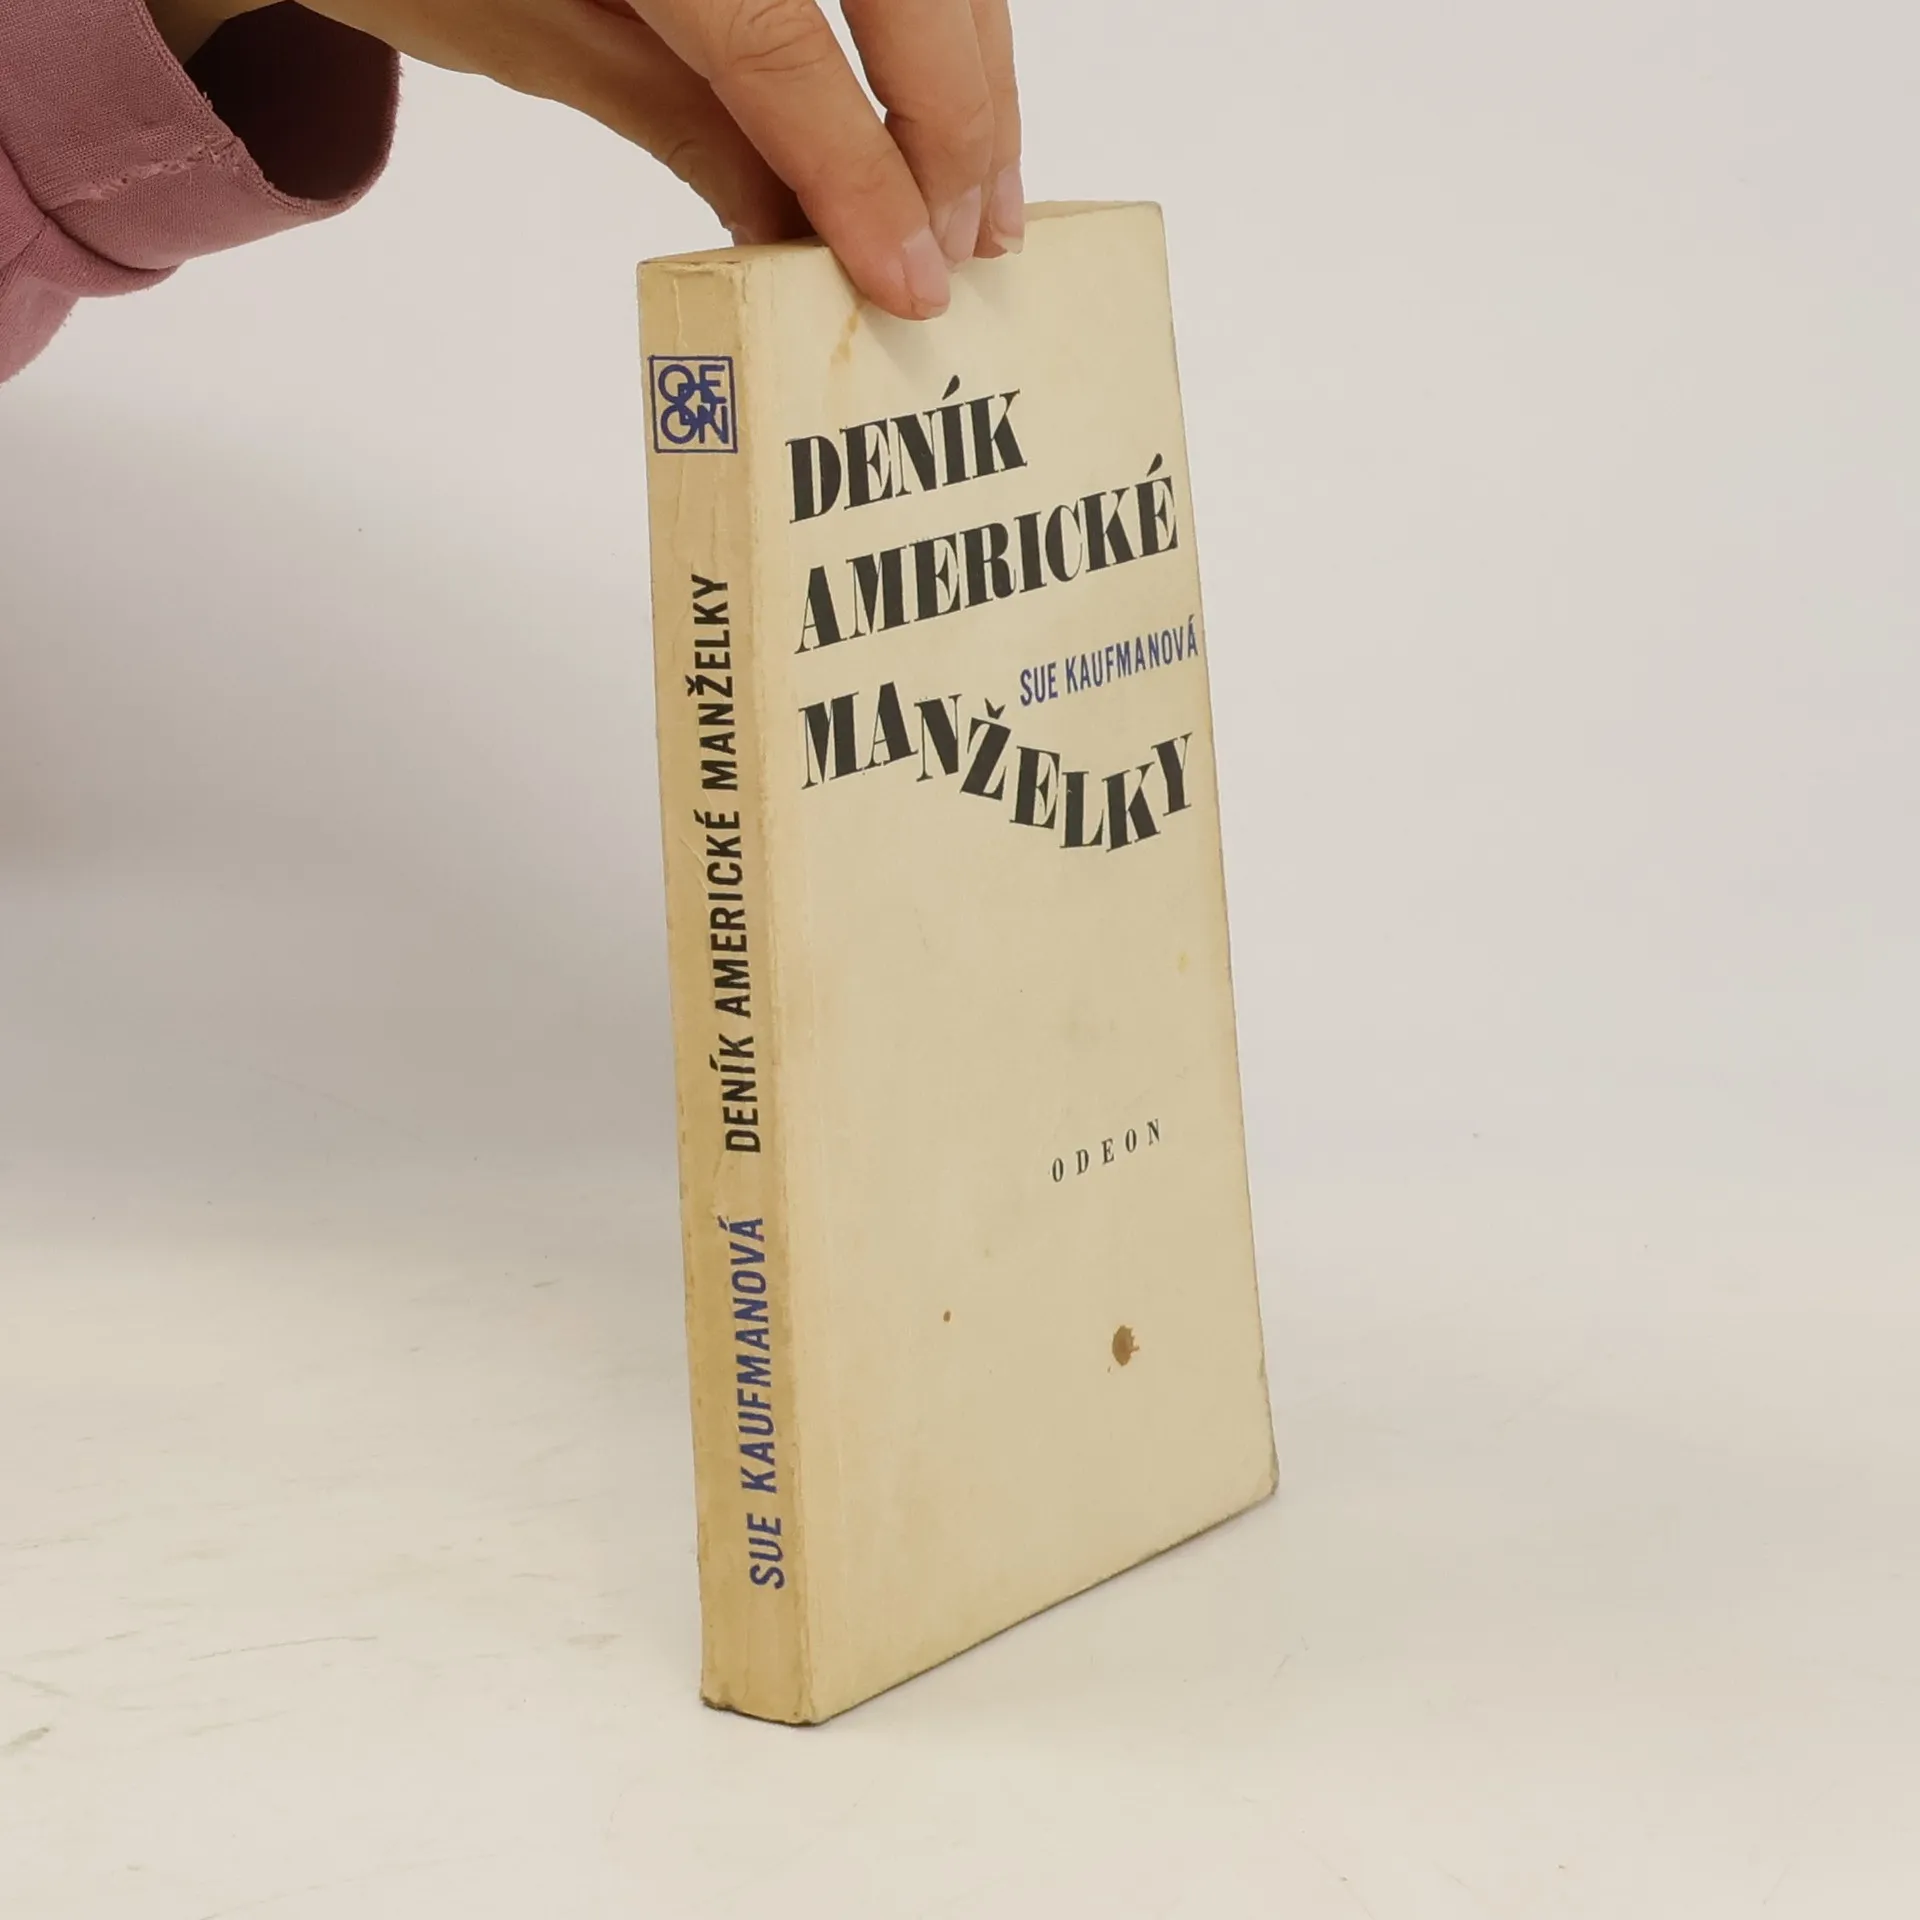 DENÍK
AMERICKÉ
SUE KAUFMANOVÁ
MANŽELKY
ODEON
SUE KAUFMANOVÁ DENÍK AMERICKÉ MANŽELKY
ODEON